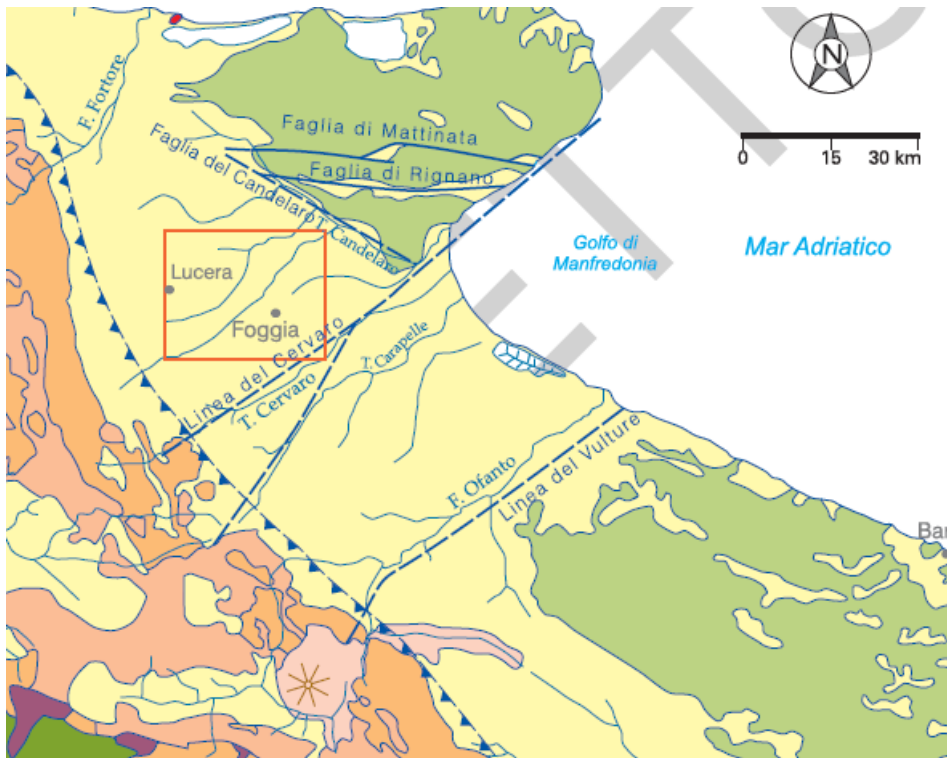 F. Fortore
Faglia di Mattinata
Faglia di Rignano
Faglia del Candelaro
T. Candelaro
N
0 15 30 km
Golfo di
Manfredonia
Mar Adriatico
Lucera
Foggia
Linea del Cervaro
T. Cervaro
T. Carapelle
F. Ofanto
Linea del Vulture